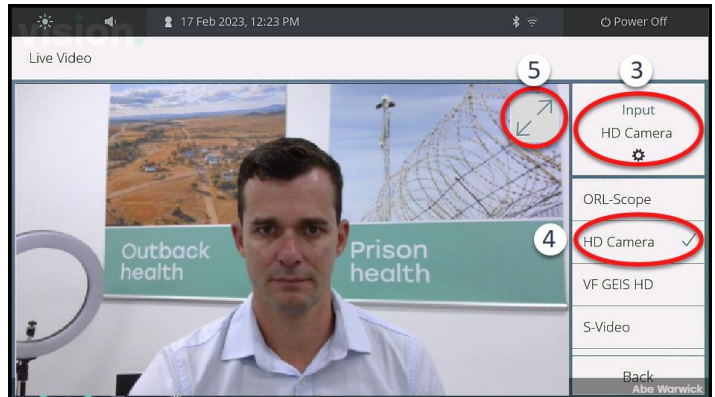 vision.
17 Feb 2023, 12:23 PM
Power Off
Live Video
5
3
Input
HD Camera
ORL-Scope
4
HD Camera
VF GEIS HD
S-Video
Back
Outback
health
Prison
health
Abe Warwick